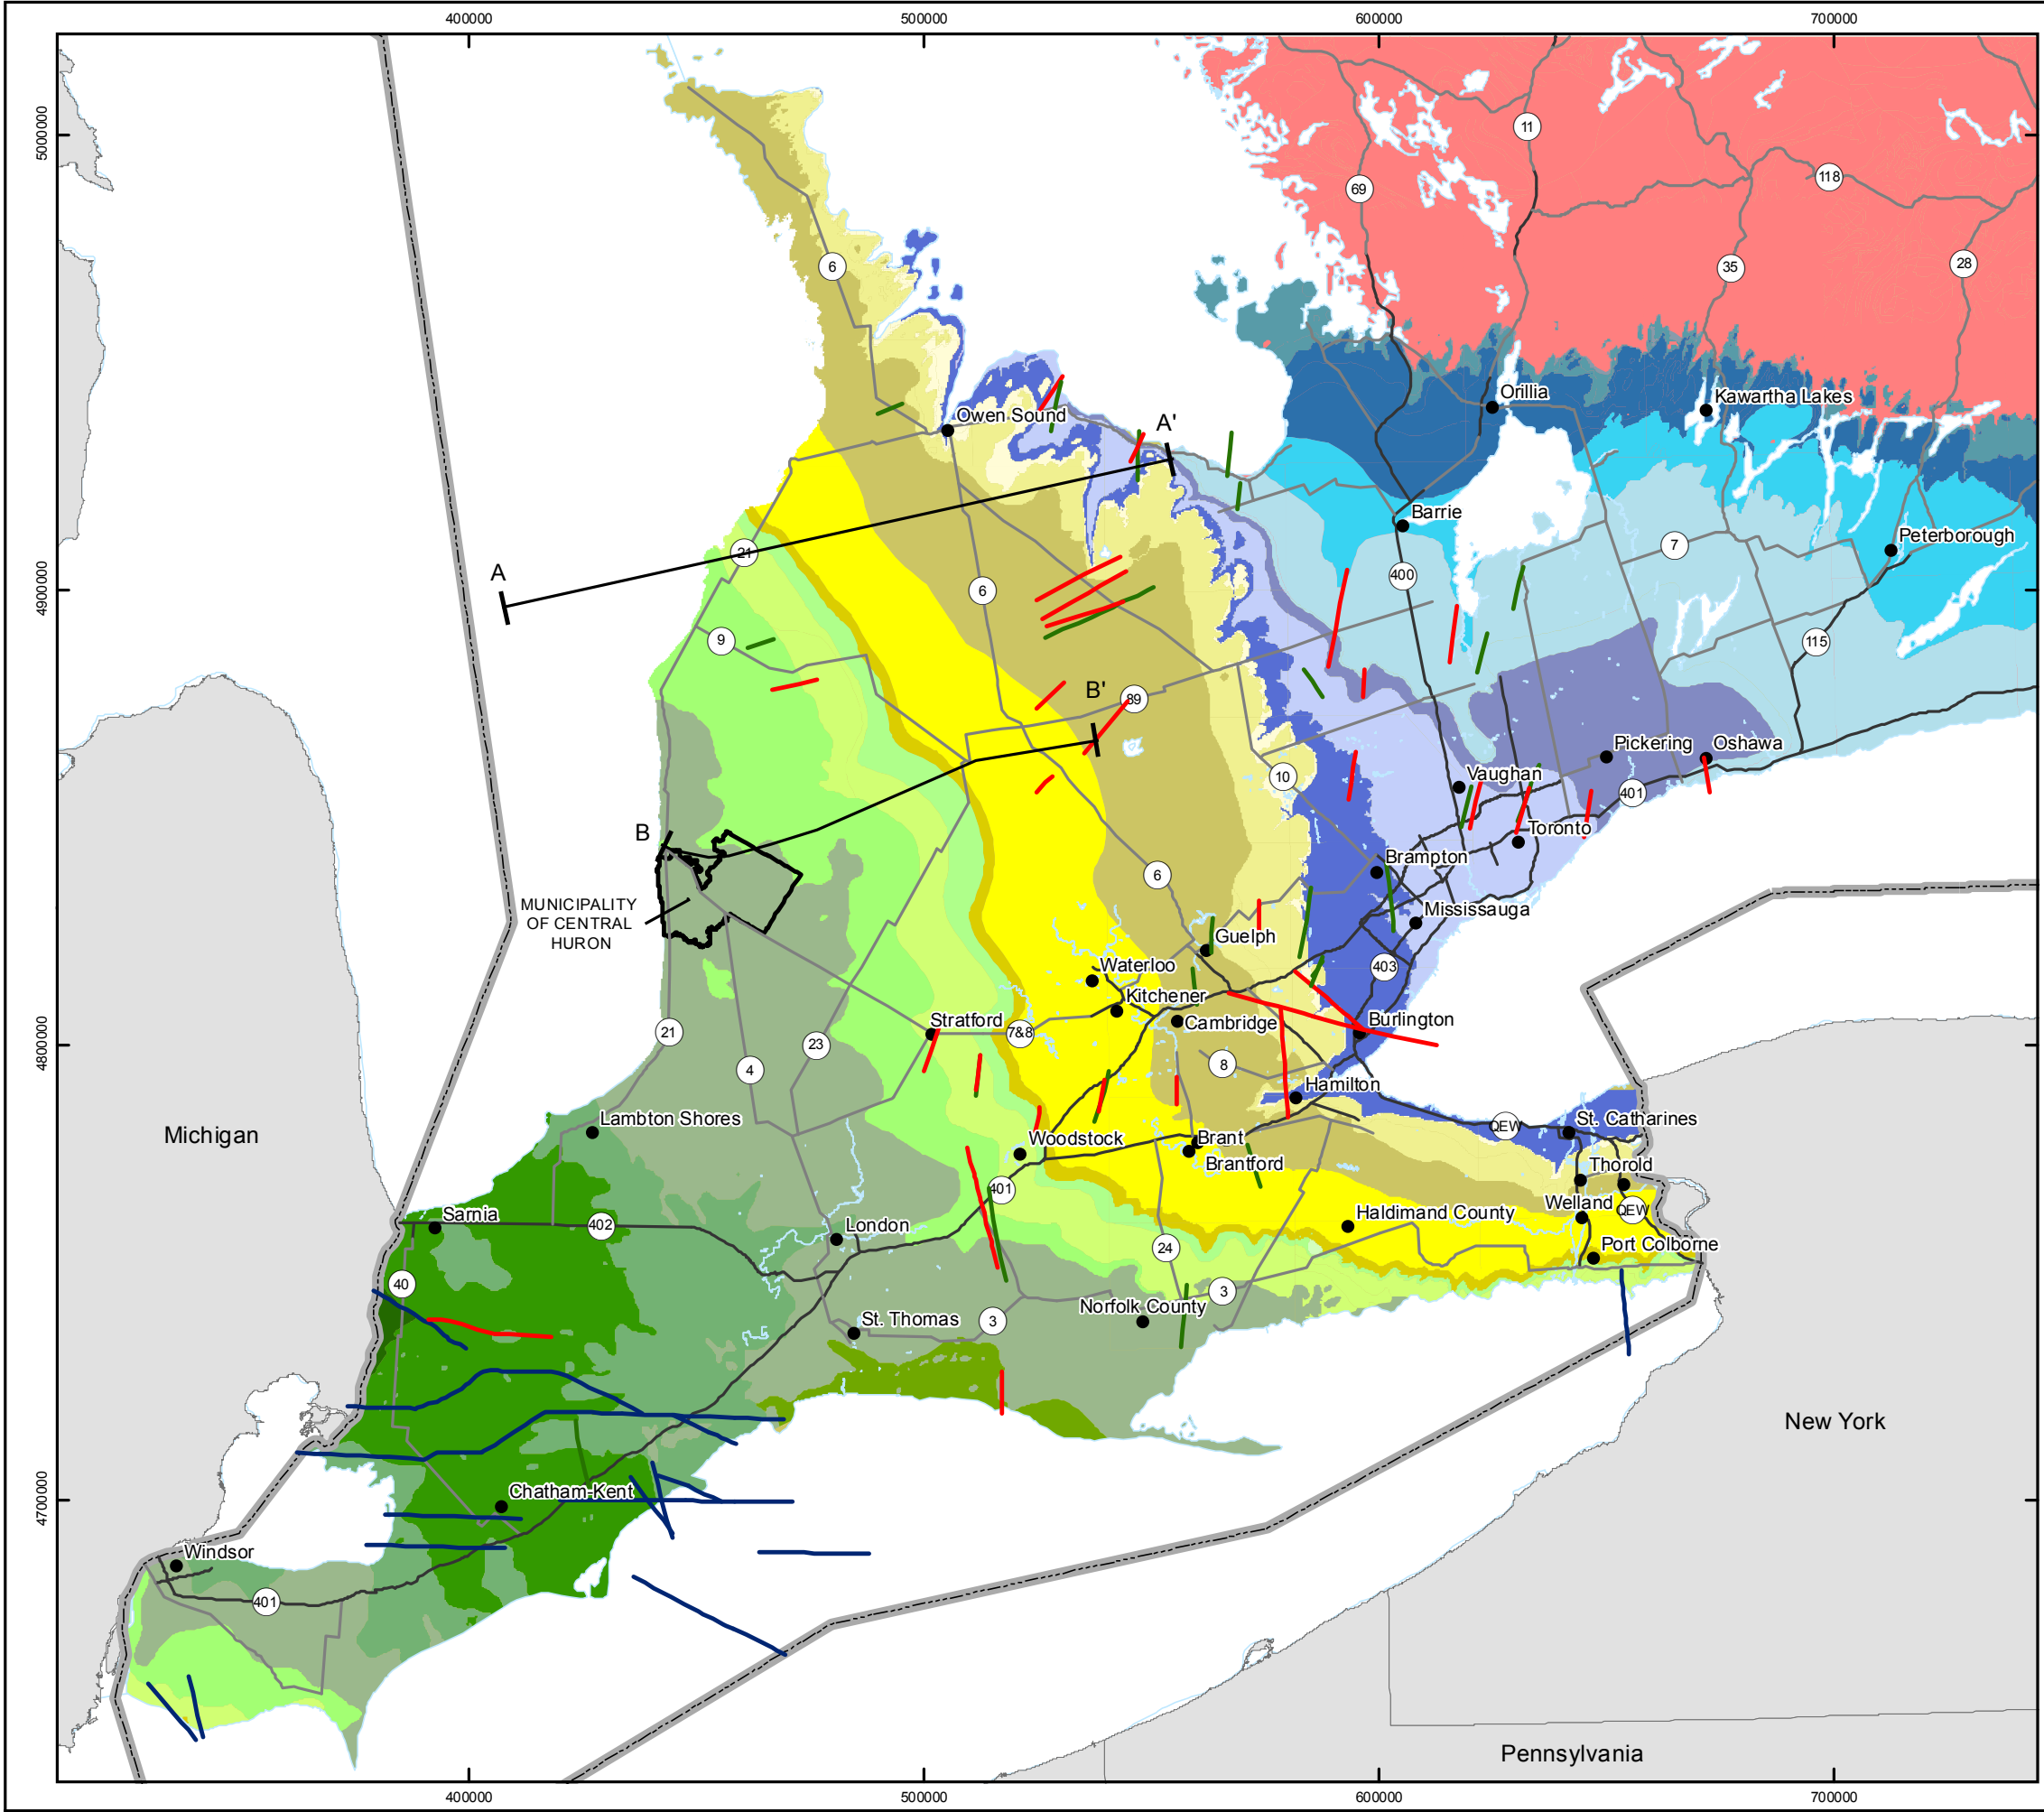 400000
500000
600000
700000
5000000
4900000
4800000
4700000
11
69
118
6
35
28
Owen Sound
A'
Orillia
Kawartha Lakes
Barrie
Peterborough
7
21
400
A
6
9
115
B'
89
10
Pickering
Oshawa
Vaughan
401
B
Toronto
Brampton
6
MUNICIPALITY
OF CENTRAL
HURON
Mississauga
Guelph
Waterloo
403
Kitchener
Stratford
7&8
Cambridge
Burlington
21
23
4
8
Hamilton
Michigan
Lambton Shores
QEW
St. Catharines
Woodstock
Brant
Brantford
Thorold
401
Welland
QEW
Sarnia
402
London
Haldimand County
24
Port Colborne
40
3
Norfolk County
St. Thomas
3
New York
Chatham-Kent
Windsor
401
Pennsylvania
400000
500000
600000
700000